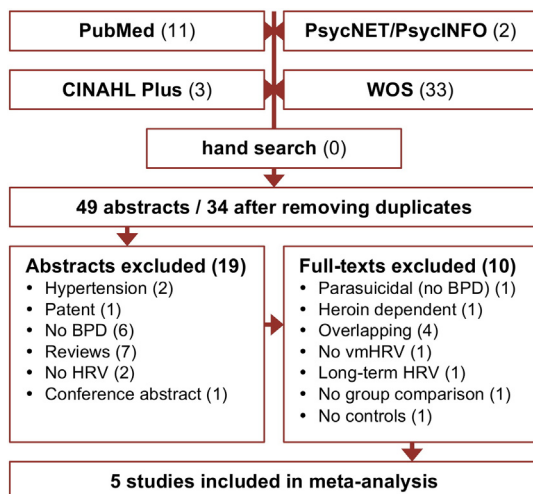 PubMed (11)
PsycNET/PsycINFO (2)
CINAHL Plus (3)
WOS (33)
hand search (0)
49 abstracts / 34 after removing duplicates
Abstracts excluded (19)
• Hypertension (2)
• Patent (1)
• No BPD (6)
• Reviews (7)
• No HRV (2)
• Conference abstract (1)
Full-texts excluded (10)
• Parasuicidal (no BPD) (1)
• Heroin dependent (1)
• Overlapping (4)
• No vmHRV (1)
• Long-term HRV (1)
• No group comparison (1)
• No controls (1)
5 studies included in meta-analysis